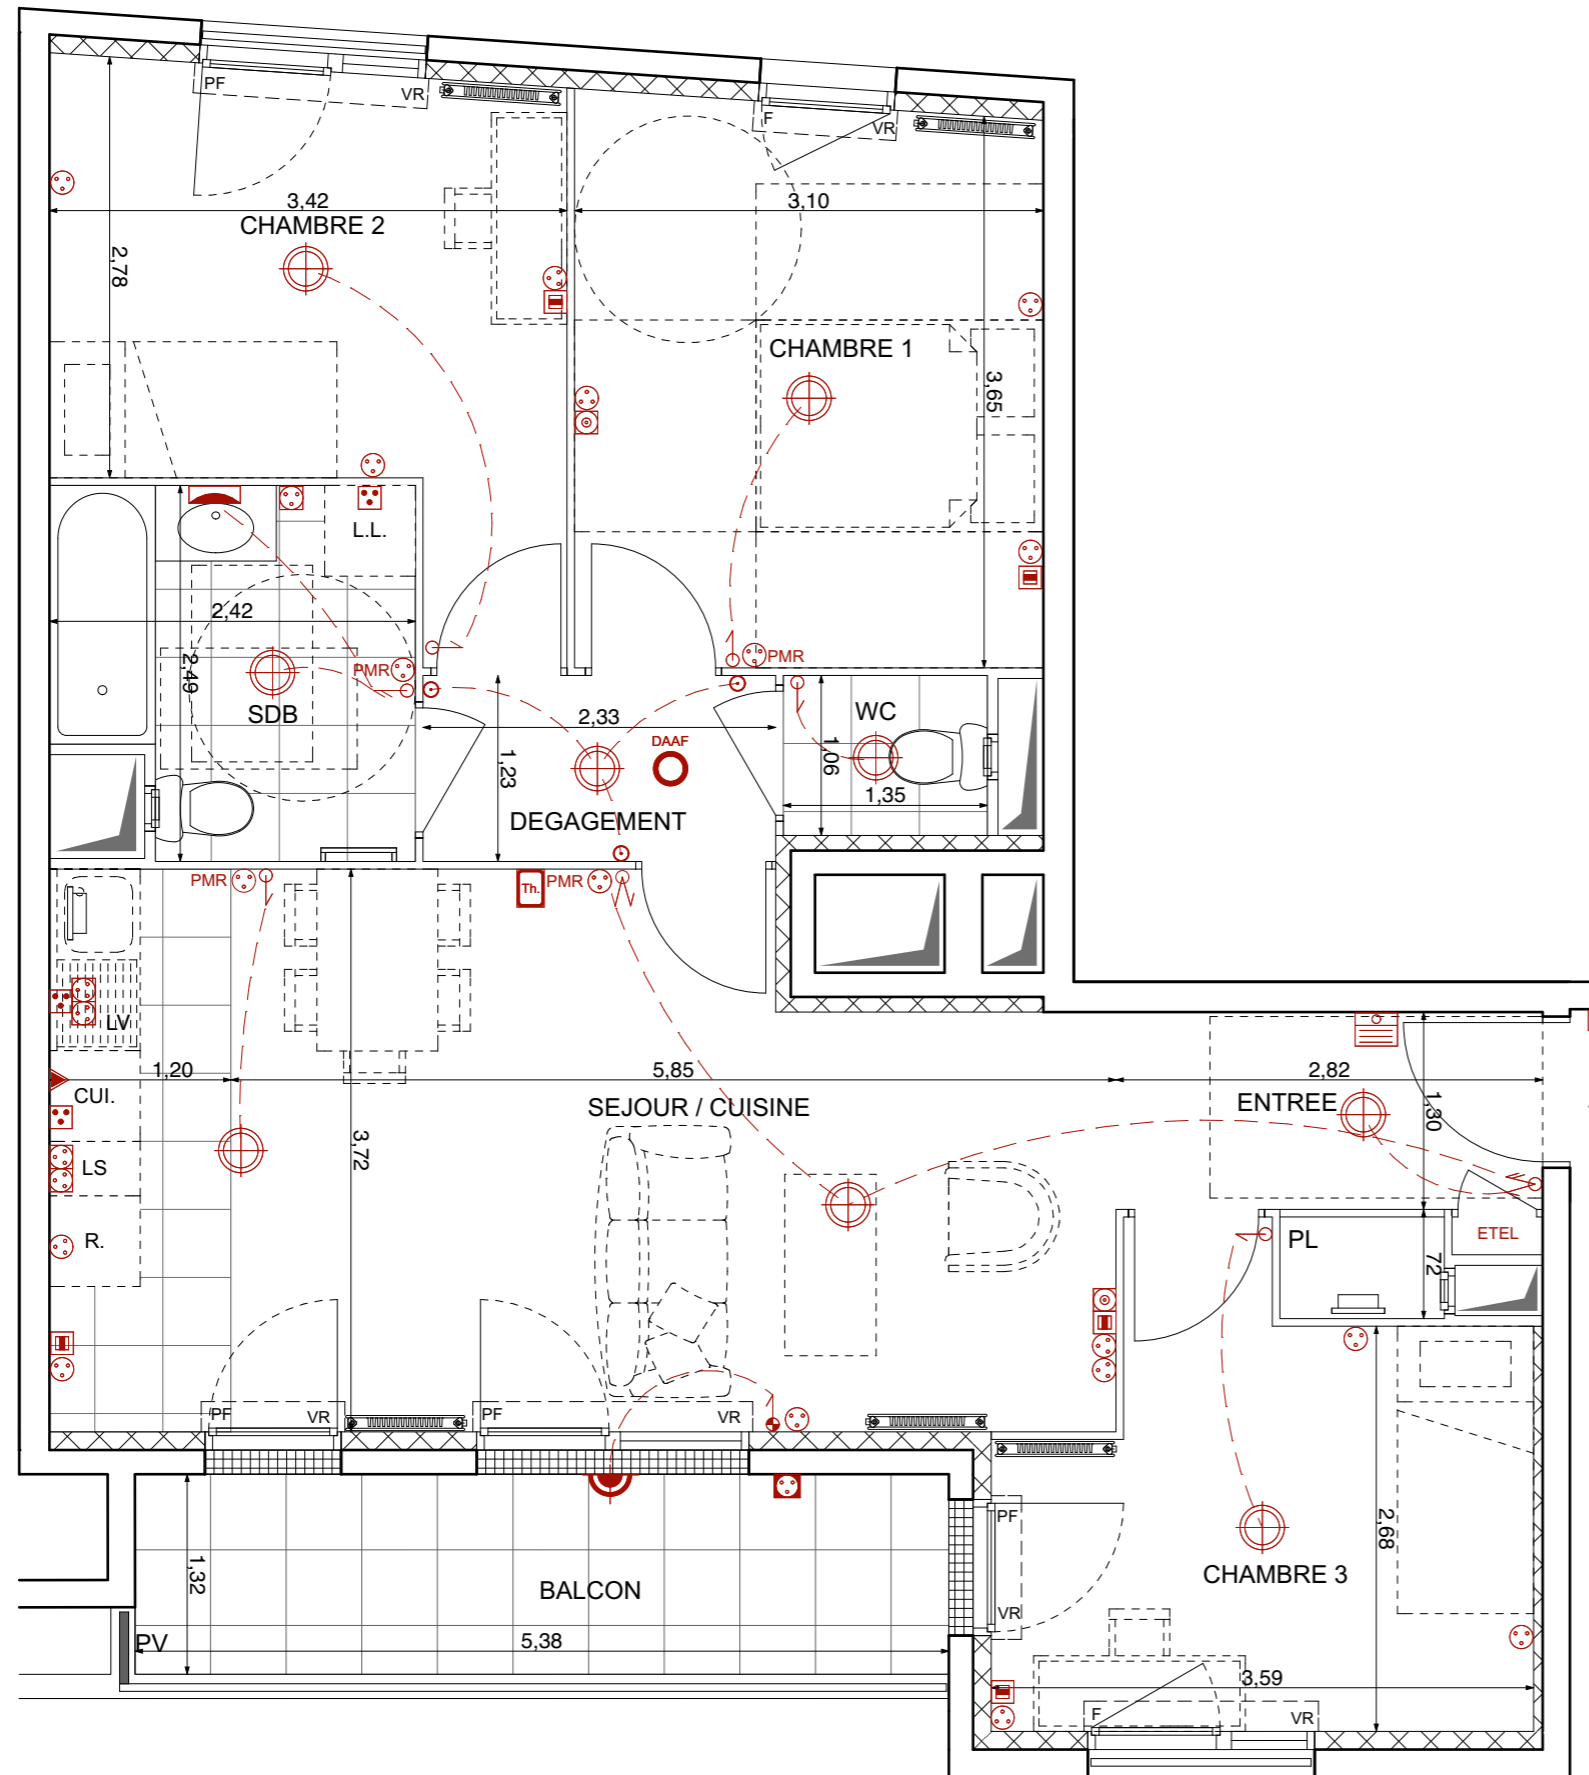 PF
VR
F
VR
3,42
3,10
CHAMBRE 2
2,78
CHAMBRE 1
3,65
L.L.
2,42
PMR
PMR
2,49
SDB
2,33
WC
DAAF
1,23
1,06
1,35
DEGAGEMENT
PMR
Th.
PMR
LV
1,20
5,85
2,82
CUI.
SEJOUR / CUISINE
ENTREE
1,30
3,72
LS
R.
PL
ETEL
72
PF
VR
PF
VR
PF
2,68
1,32
BALCON
CHAMBRE 3
VR
PV
5,38
3,59
F
VR